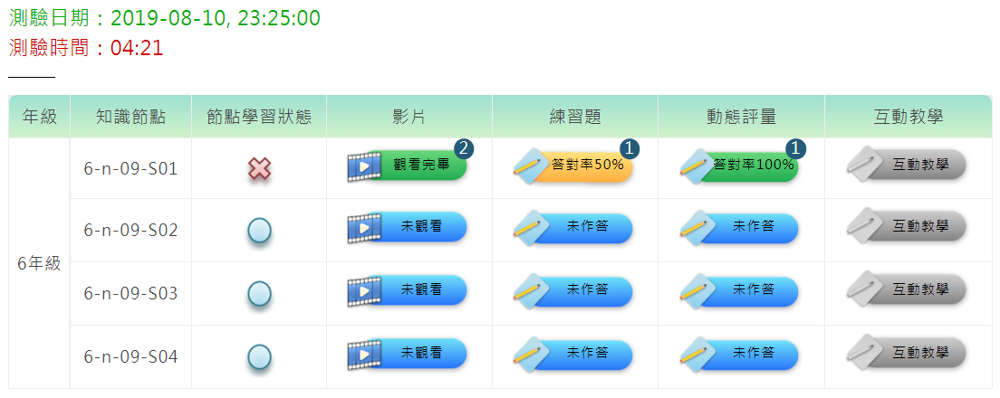 測驗日期：2019-08-10, 23:25:00
測驗時間：04:21
年級 知識節點 節點學習狀態 影片 練習題 動態評量 互動教學
6年級
6-n-09-S01 觀看完畢 2 答對率50% 1 答對率100% 1 互動教學
6-n-09-S02 未觀看 未作答 未作答 互動教學
6-n-09-S03 未觀看 未作答 未作答 互動教學
6-n-09-S04 未觀看 未作答 未作答 互動教學